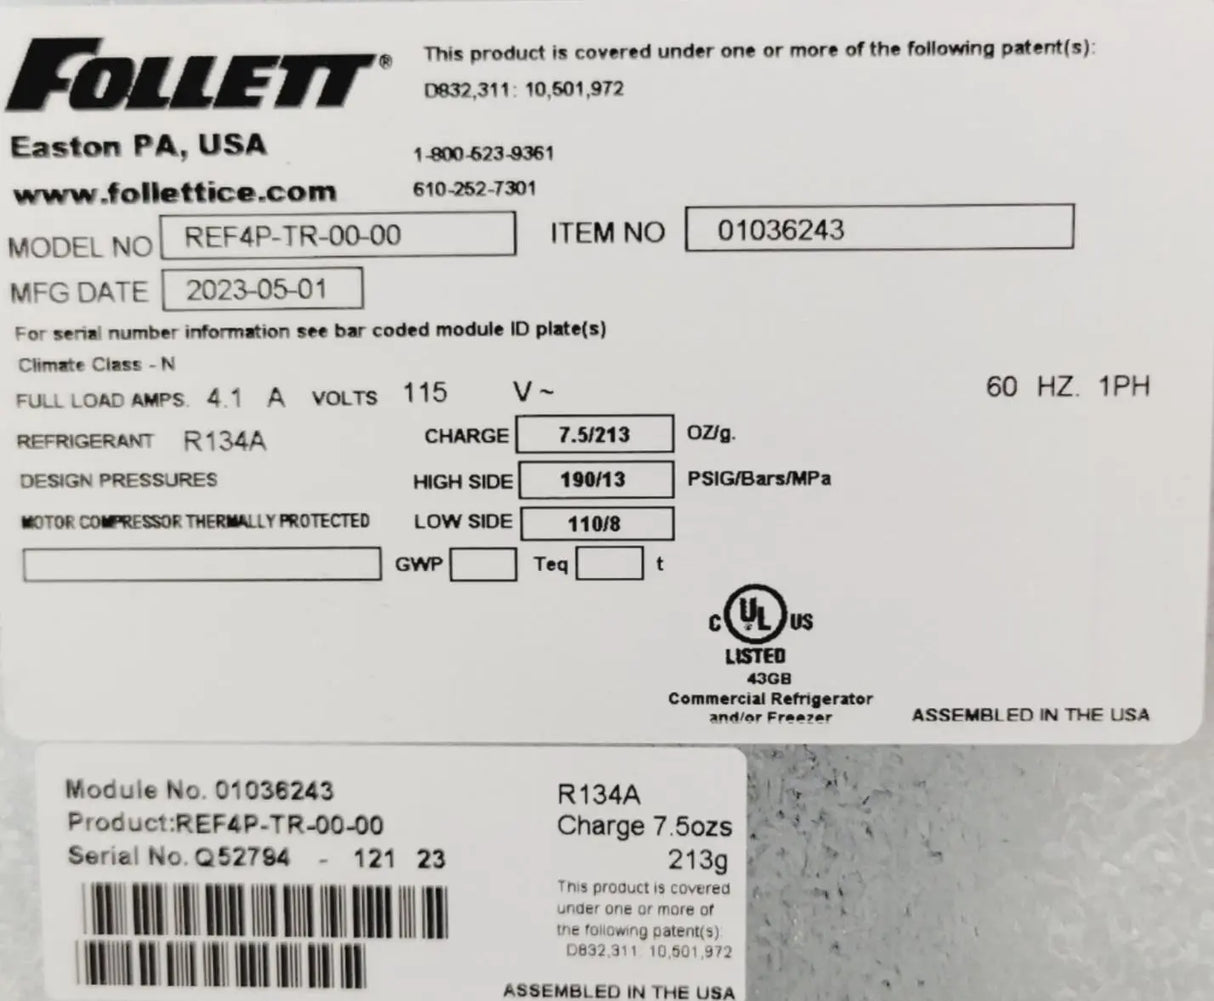 FOLLETT®
This product is covered under one or more of the following patent(s):
D832,311: 10,501,972
Easton PA, USA
1-800-523-9361
www.follettice.com
610-252-7301
MODEL NO REF4P-TR-00-00 ITEM NO 01036243
MFG DATE 2023-05-01
For serial number information see bar coded module ID plate(s)
Climate Class - N
FULL LOAD AMPS. 4.1 A VOLTS 115 V~ 60 HZ. 1PH
REFRIGERANT R134A CHARGE 7.5/213 OZ/g.
DESIGN PRESSURES HIGH SIDE 190/13 PSIG/Bars/MPa
MOTOR COMPRESSOR THERMALLY PROTECTED LOW SIDE 110/8
GWP Teq t
C UL US
LISTED
43GB
Commercial Refrigerator
and/or Freezer
ASSEMBLED IN THE USA
Module No. 01036243
Product:REF4P-TR-00-00
Serial No. Q52794 - 121 23
R134A
Charge 7.5ozs
213g
This product is covered
under one or more of
the following patent(s):
D832,311: 10,501,972
ASSEMBLED IN THE USA